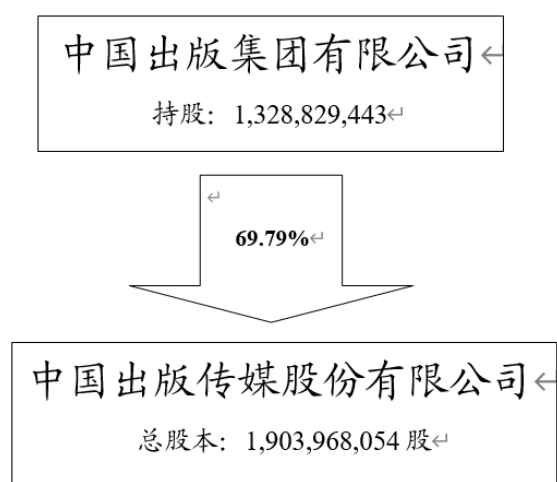 中国出版集团有限公司
持股：1,328,829,443
69.79%
中国出版传媒股份有限公司
总股本：1,903,968,054 股